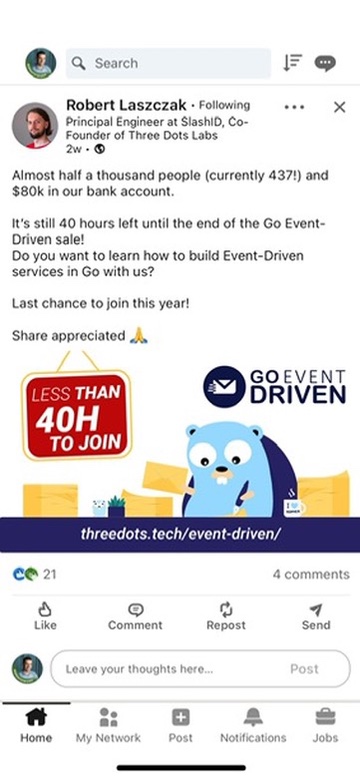 Search
Robert Laszczak • Following
Principal Engineer at SlashID, Co-
Founder of Three Dots Labs
2w •
Almost half a thousand people (currently 437!) and
$80k in our bank account.
It's still 40 hours left until the end of the Go Event-
Driven sale!
Do you want to learn how to build Event-Driven
services in Go with us?
Last chance to join this year!
Share appreciated 🙏
LESS THAN
40H
TO JOIN
GO EVENT
DRIVEN
threedots.tech/event-driven/
21
4 comments
Like
Comment
Repost
Send
Leave your thoughts here...
Post
Home
My Network
Post
Notifications
Jobs